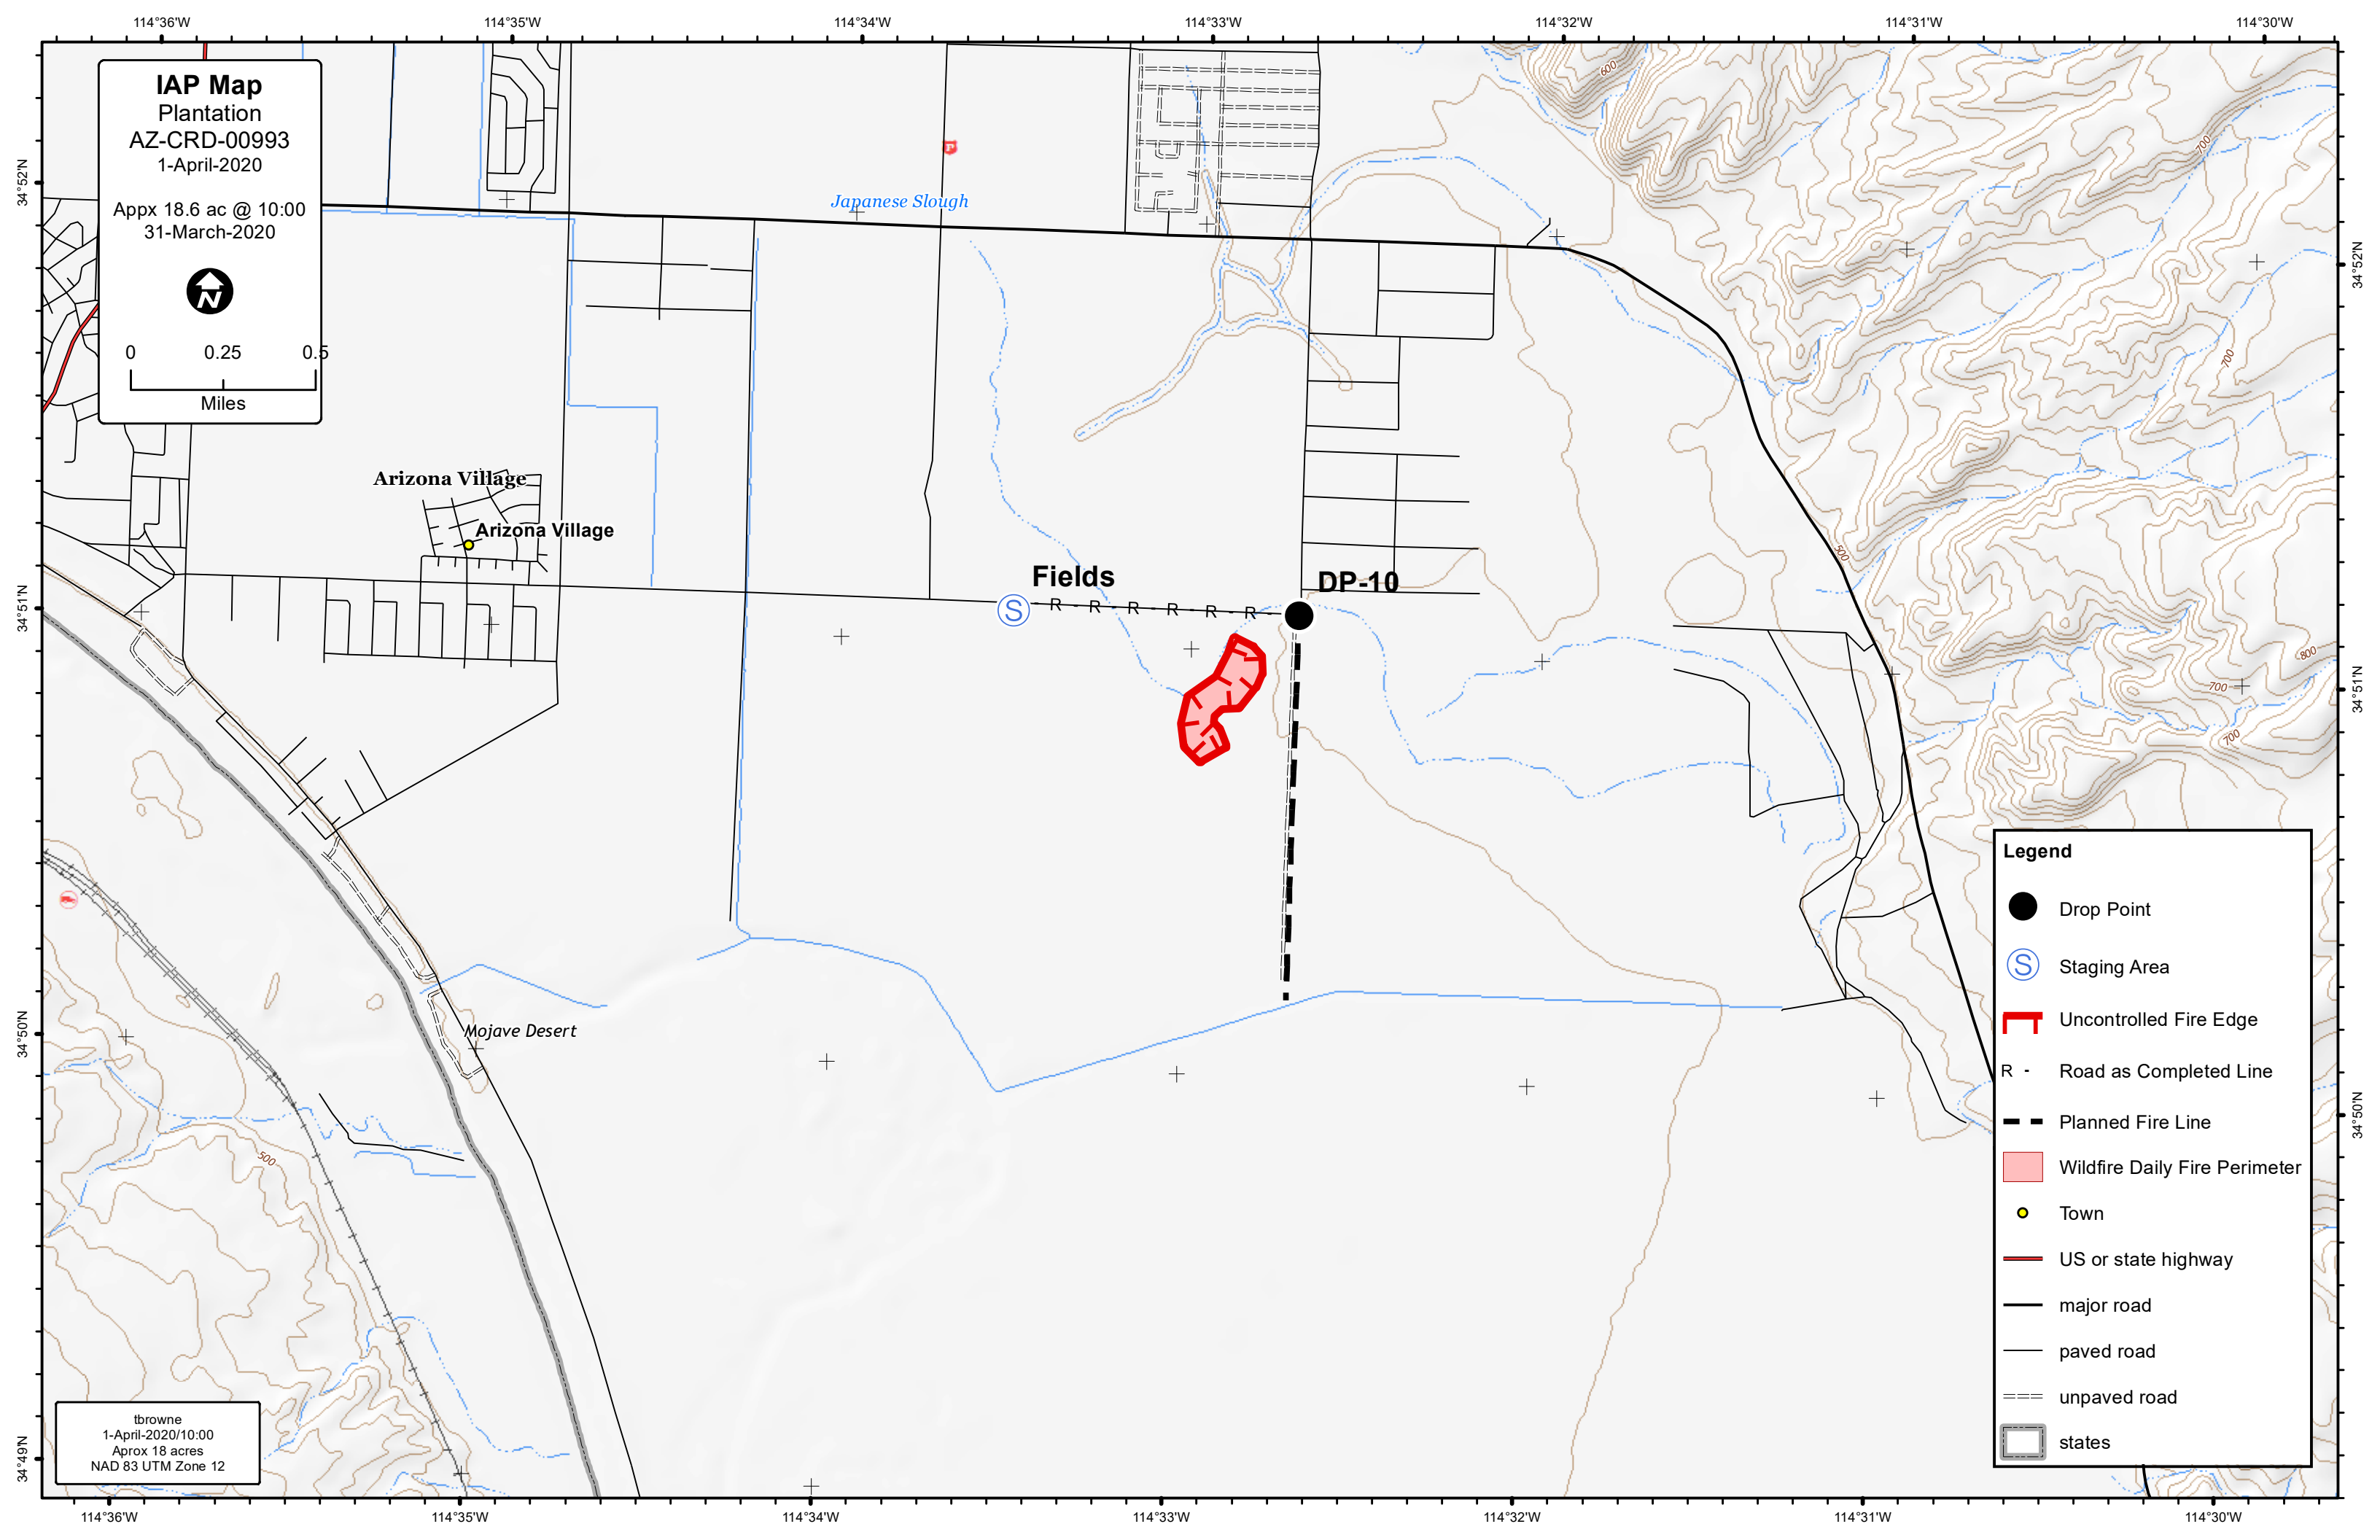 114°36'W
114°35'W
114°34'W
114°33'W
114°32'W
114°31'W
114°30'W
IAP Map
Plantation
AZ-CRD-00993
1-April-2020
Appx 18.6 ac @ 10:00
31-March-2020
N
0 0.25 0.5
Miles
34°52'N
34°52'N
600
700
Japanese Slough
700
Arizona Village
Arizona Village
500
Fields
DP-10
S
R - R - R - R - R - R -
34°51'N
34°51'N
800
700
700
Mojave Desert
34°50'N
34°50'N
500
34°49'N
Legend
Drop Point
S Staging Area
Uncontrolled Fire Edge
R - Road as Completed Line
Planned Fire Line
Wildfire Daily Fire Perimeter
Town
US or state highway
major road
paved road
unpaved road
states
tbrowne
1-April-2020/10:00
Aprox 18 acres
NAD 83 UTM Zone 12
114°36'W
114°35'W
114°34'W
114°33'W
114°32'W
114°31'W
114°30'W